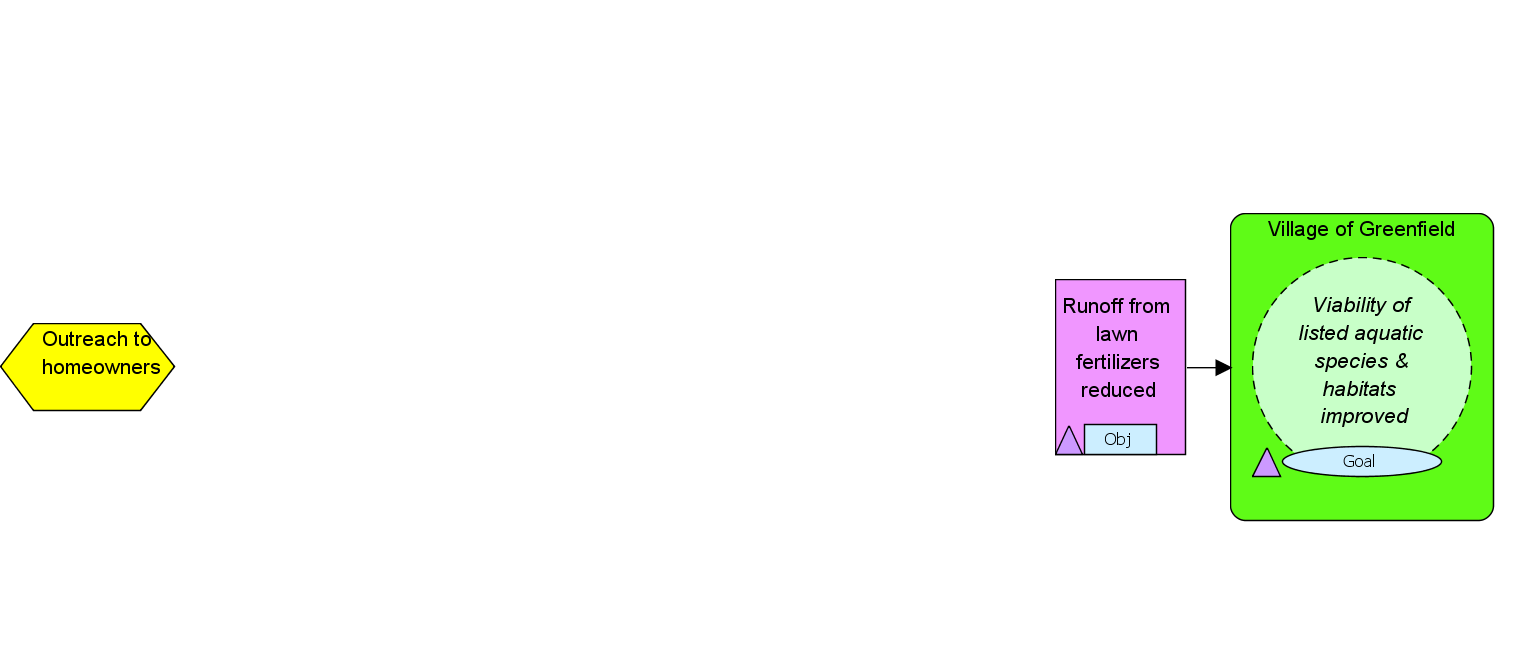 Outreach to
homeowners
Runoff from
lawn
fertilizers
reduced
Obj
Village of Greenfield
Viability of
listed aquatic
species &
habitats
improved
Goal